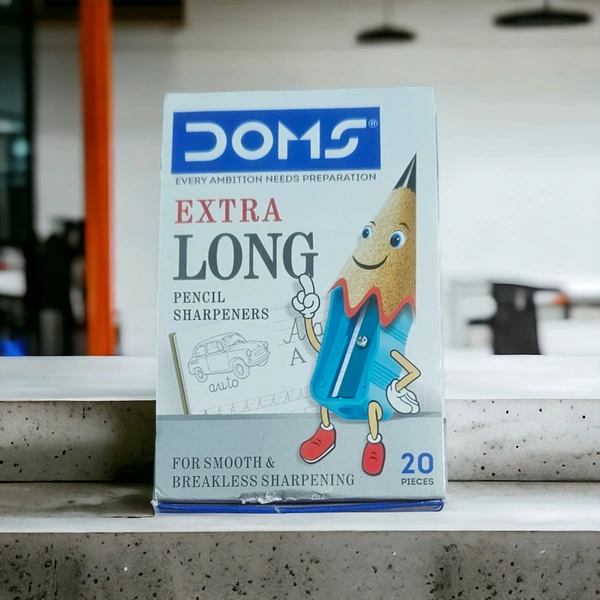 DOMS®
EVERY AMBITION NEEDS PREPARATION
EXTRA
LONG
PENCIL
SHARPENERS
A a
A
auto
FOR SMOOTH &
BREAKLESS SHARPENING
20
PIECES